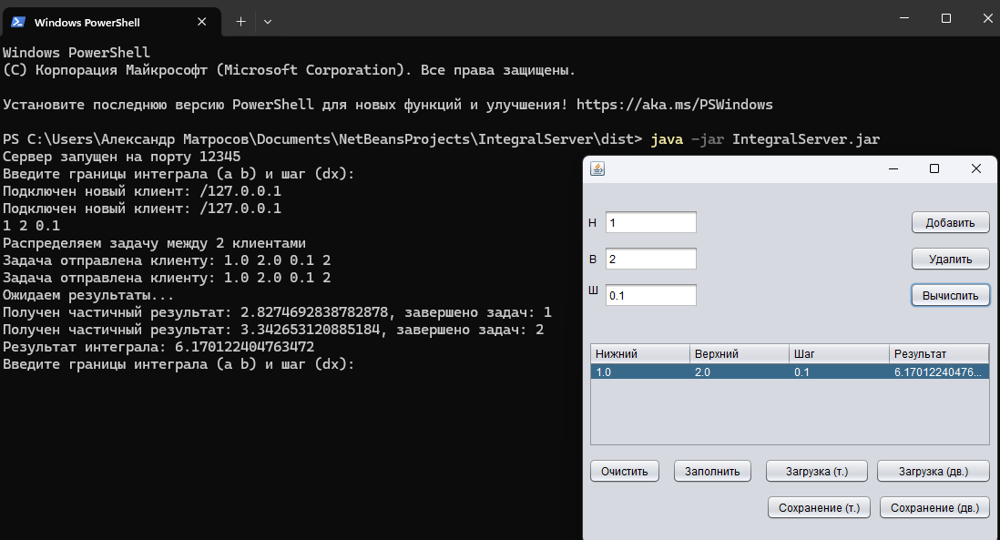 Windows PowerShell
Windows PowerShell
(C) Корпорация Майкрософт (Microsoft Corporation). Все права защищены.
Установите последнюю версию PowerShell для новых функций и улучшения! https://aka.ms/PSWindows
PS C:\Users\Александр Матросов\Documents\NetBeansProjects\IntegralServer\dist> java -jar IntegralServer.jar
Сервер запущен на порту 12345
Введите границы интеграла (a b) и шаг (dx):
Подключен новый клиент: /127.0.0.1
Подключен новый клиент: /127.0.0.1
1 2 0.1
Распределяем задачу между 2 клиентами
Задача отправлена клиенту: 1.0 2.0 0.1 2
Задача отправлена клиенту: 1.0 2.0 0.1 2
Ожидаем результаты...
Получен частичный результат: 2.8274692838782878, завершено задач: 1
Получен частичный результат: 3.342653120885184, завершено задач: 2
Результат интеграла: 6.170122404763472
Введите границы интеграла (a b) и шаг (dx):
Н 1 Добавить
В 2 Удалить
Ш 0.1 Вычислить
Нижний Верхний Шаг Результат
1.0 2.0 0.1 6.17012240476...
Очистить Заполнить Загрузка (т.) Загрузка (дв.)
Сохранение (т.) Сохранение (дв.)